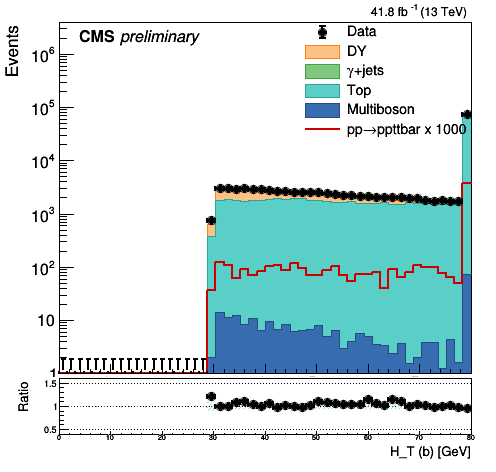 41.8 fb⁻¹ (13 TeV)
CMS preliminary
Data
DY
γ+jets
Top
Multiboson
pp→ppttbar x 1000
Events
10⁶
10⁵
10⁴
10³
10²
10
1
Ratio
1.5
1
0.5
0 10 20 30 40 50 60 70 80
H_T (b) [GeV]